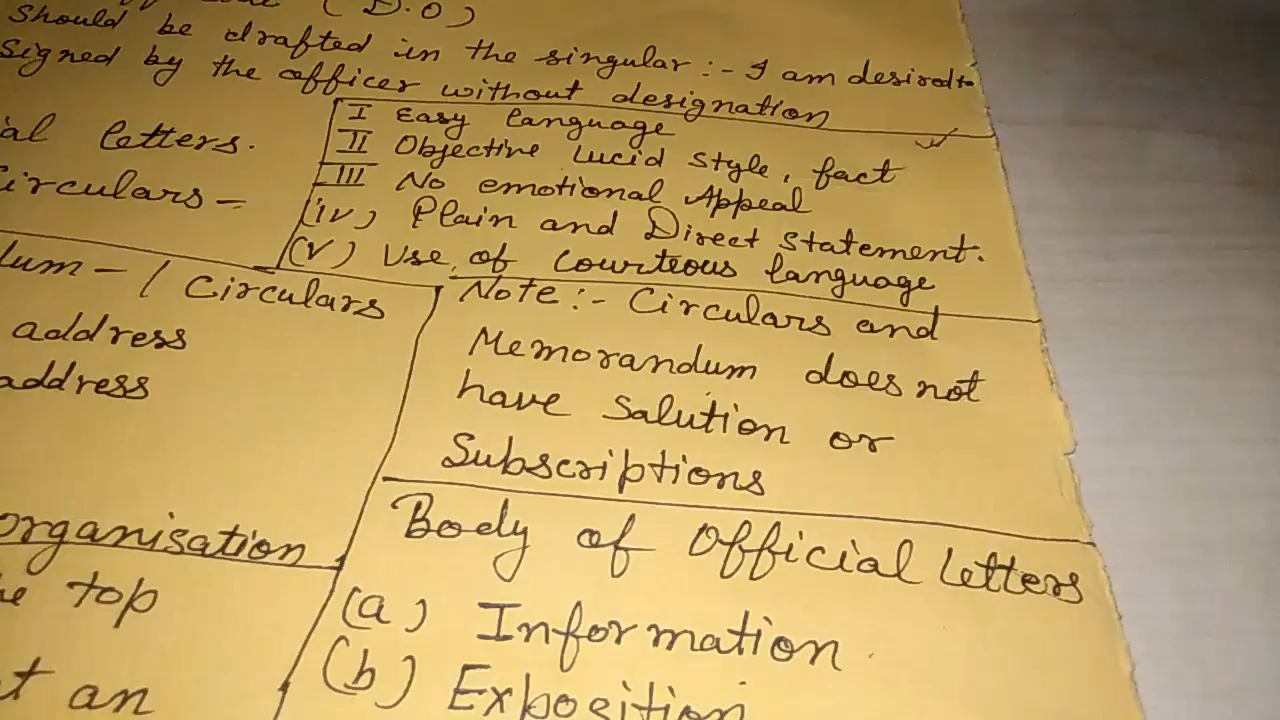 (D.O)
Should be drafted in the singular :- I am desired to
Signed by the officer without designation
I Easy language
II Objective Lucid Style, fact
III No emotional Appeal
(iv) Plain and Direct Statement.
(v) Use of Courteous language
letters.
Circulars -
/ Circulars
address
address
Note :- Circulars and
Memorandum does not
have Salution or
Subscriptions
organisation
top
an
Body of Official Letters
(a) Information
(b) Exposition